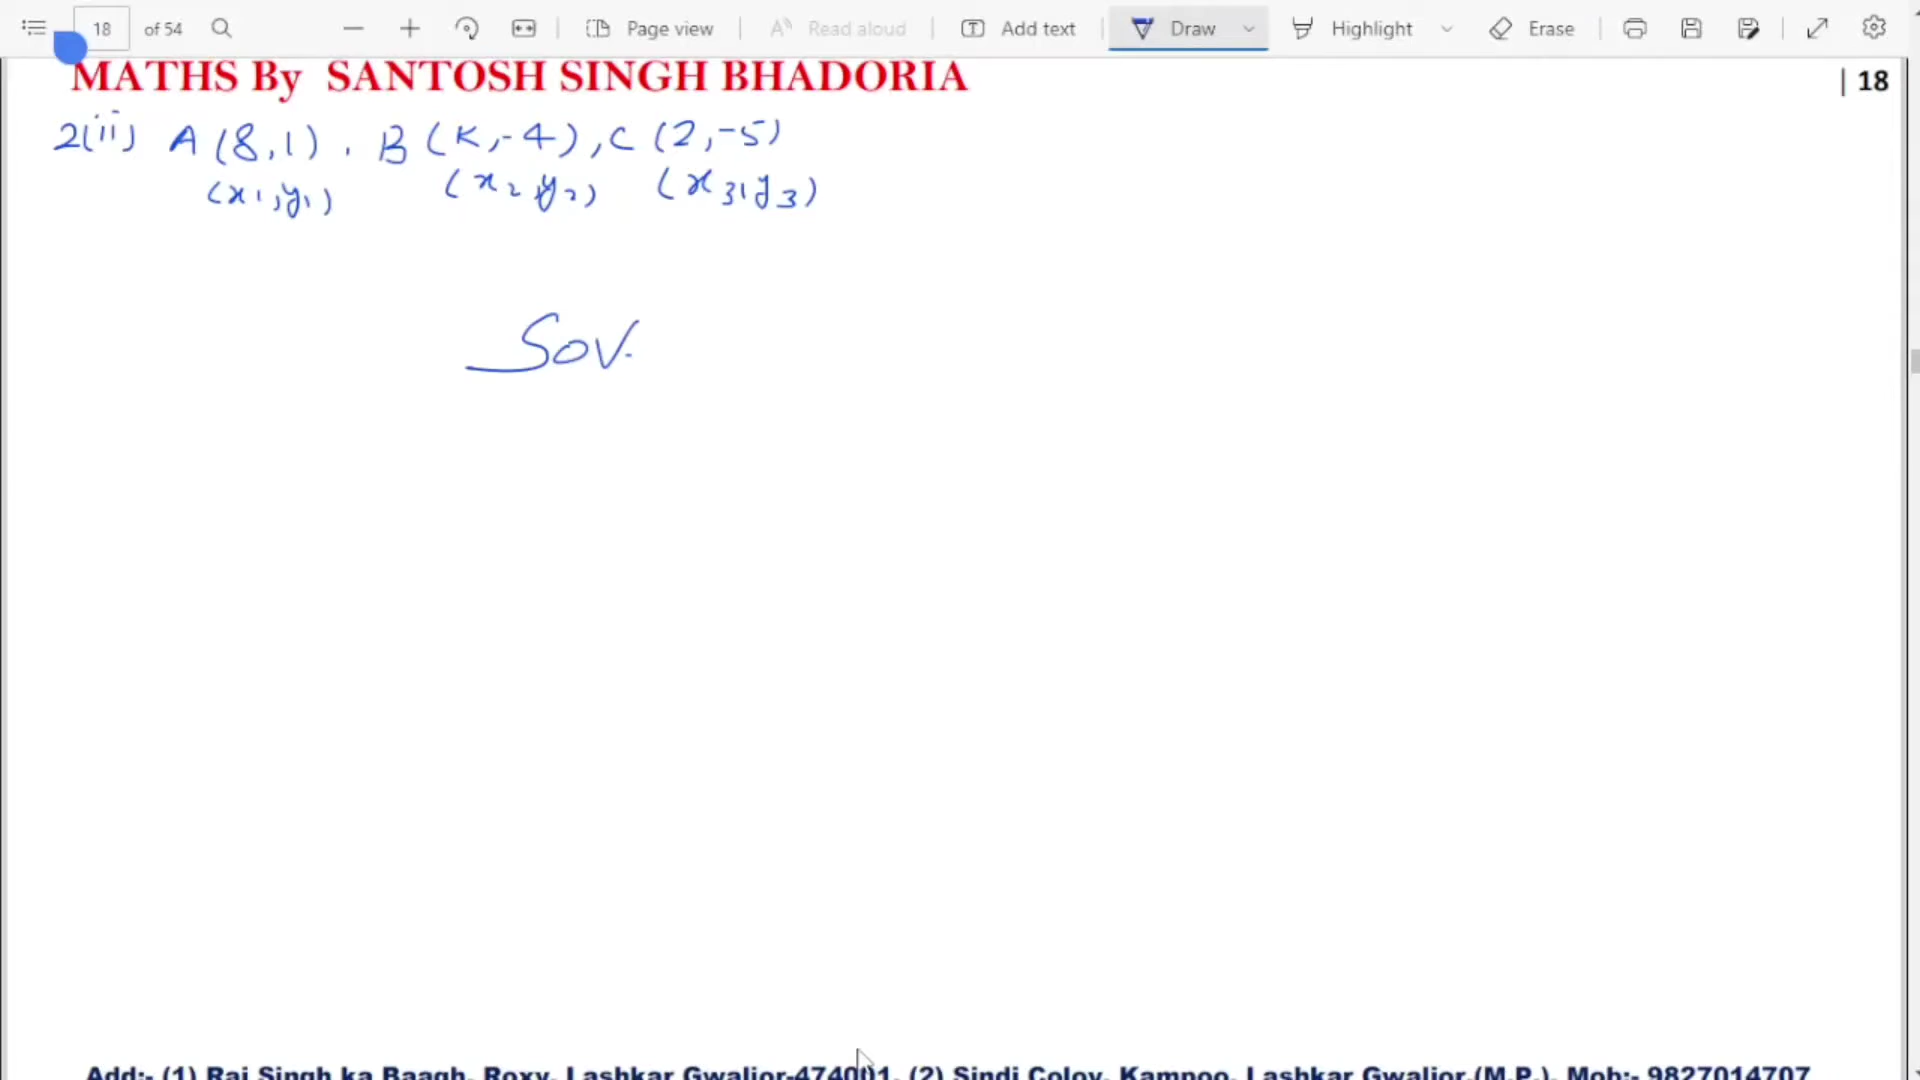 18 of 54 Page view Read aloud Add text Draw Highlight Erase
MATHS By SANTOSH SINGH BHADORIA | 18
2(ii) A (8,1) . B (K,-4) , C (2,-5)
(x1,y1) (x2,y2) (x3,y3)
Sol.
Add:- (1) Raj Singh ka Baagh, Roxy, Lashkar Gwalior-474001, (2) Sindi Coloy, Kampoo, Lashkar Gwalior,(M.P.), Mob:- 9827014707